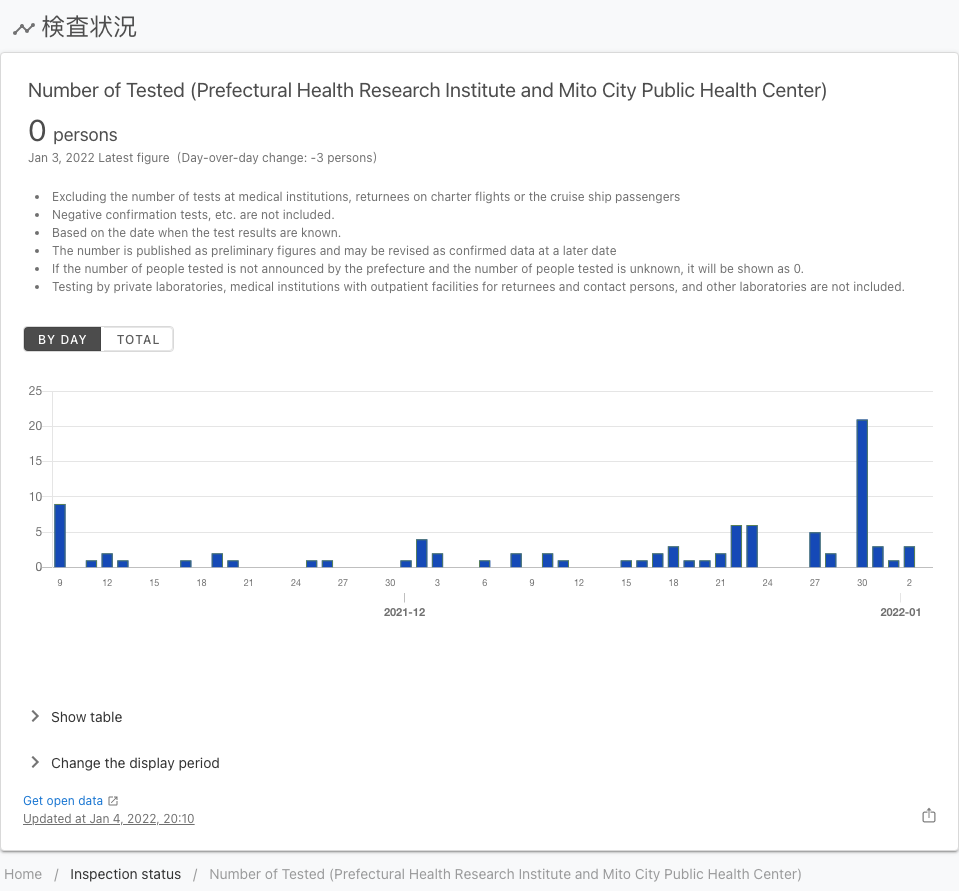 検査状況
Number of Tested (Prefectural Health Research Institute and Mito City Public Health Center)
0 persons
Jan 3, 2022 Latest figure (Day-over-day change: -3 persons)
• Excluding the number of tests at medical institutions, returnees on charter flights or the cruise ship passengers
• Negative confirmation tests, etc. are not included.
• Based on the date when the test results are known.
• The number is published as preliminary figures and may be revised as confirmed data at a later date
• If the number of people tested is not announced by the prefecture and the number of people tested is unknown, it will be shown as 0.
• Testing by private laboratories, medical institutions with outpatient facilities for returnees and contact persons, and other laboratories are not included.
BY DAY TOTAL
25
20
15
10
5
0
9 12 15 18 21 24 27 30 3 6 9 12 15 18 21 24 27 30 2
2021-12 2022-01
Show table
Change the display period
Get open data
Updated at Jan 4, 2022, 20:10
Home / Inspection status / Number of Tested (Prefectural Health Research Institute and Mito City Public Health Center)